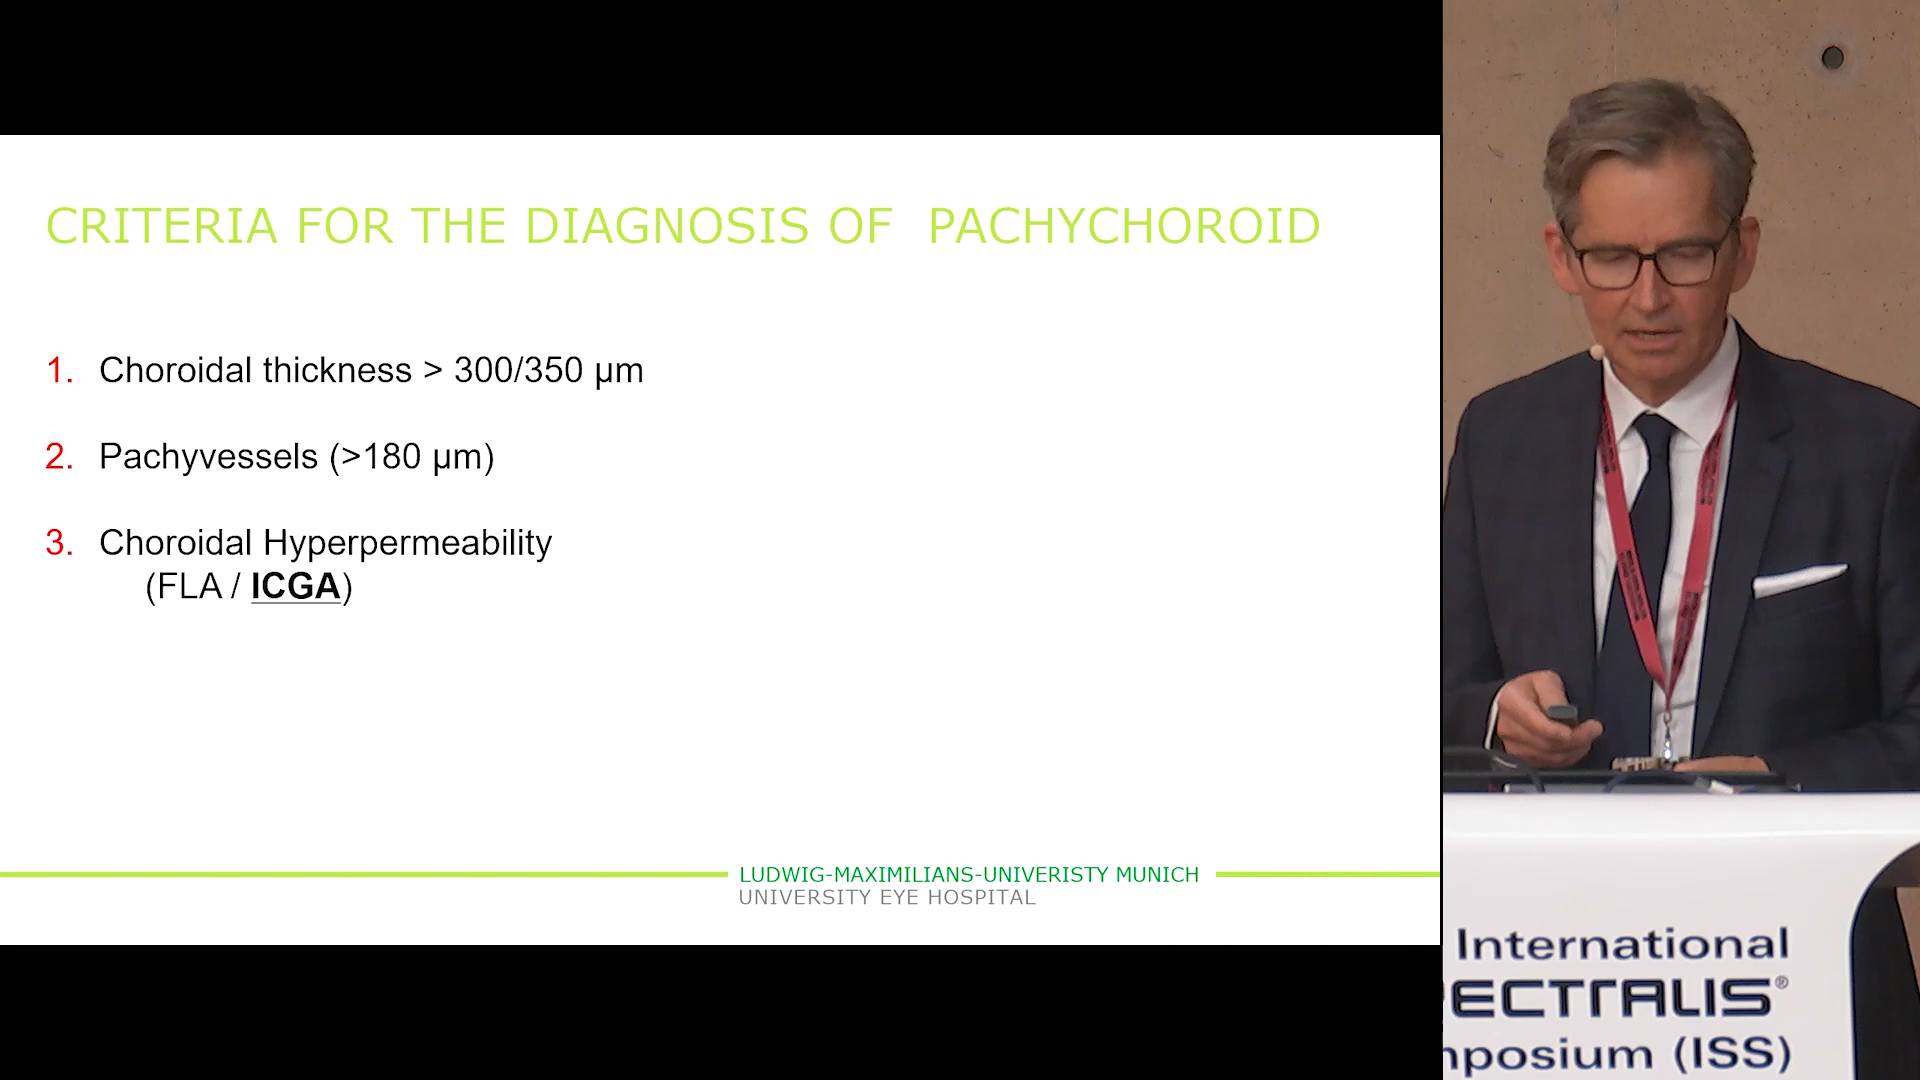 CRITERIA FOR THE DIAGNOSIS OF PACHYCHOROID
1. Choroidal thickness > 300/350 µm
2. Pachyvessels (>180 µm)
3. Choroidal Hyperpermeability
(FLA / ICGA)
LUDWIG-MAXIMILIANS-UNIVERISTY MUNICH
UNIVERSITY EYE HOSPITAL
International
ECTRALIS®
posium (ISS)